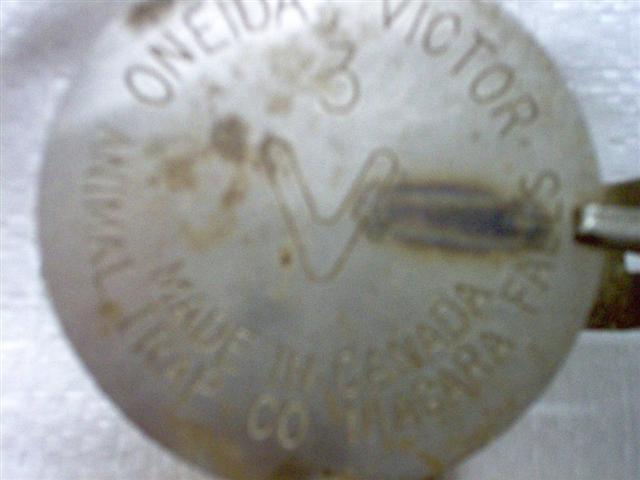 ONEIDA, VICTOR
3
V
MADE IN CANADA
ANIMAL TRAP CO NIAGARA FALLS